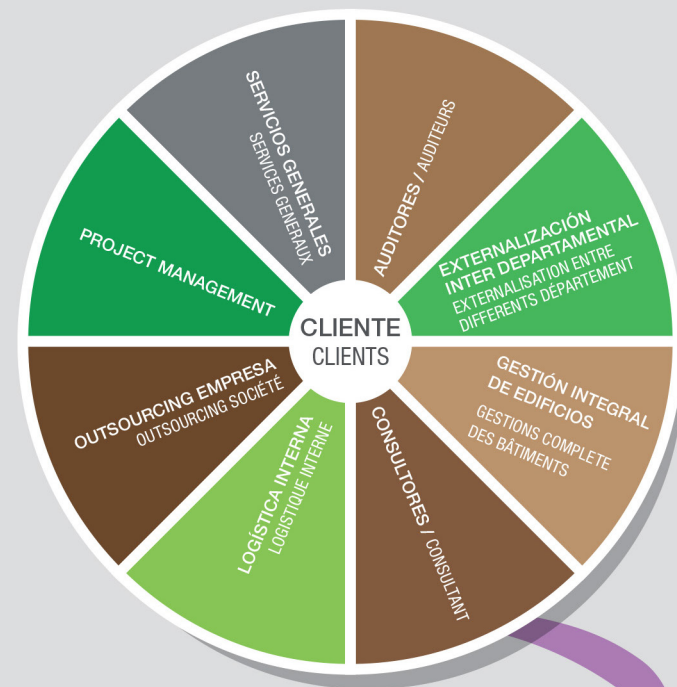 SERVICIOS GENERALES
SERVICES GENERAUX
AUDITORES / AUDITEURS
EXTERNALIZACIÓN
INTER DEPARTAMENTAL
EXTERNALISATION ENTRE
DIFFERENTS DÉPARTEMENT
GESTIÓN INTEGRAL
DE EDIFICIOS
GESTIONS COMPLETE
DES BÂTIMENTS
CONSULTORES / CONSULTANT
LOGÍSTICA INTERNA
LOGISTIQUE INTERNE
OUTSOURCING EMPRESA
OUTSOURCING SOCIÉTÉ
PROJECT MANAGEMENT
CLIENTE
CLIENTS